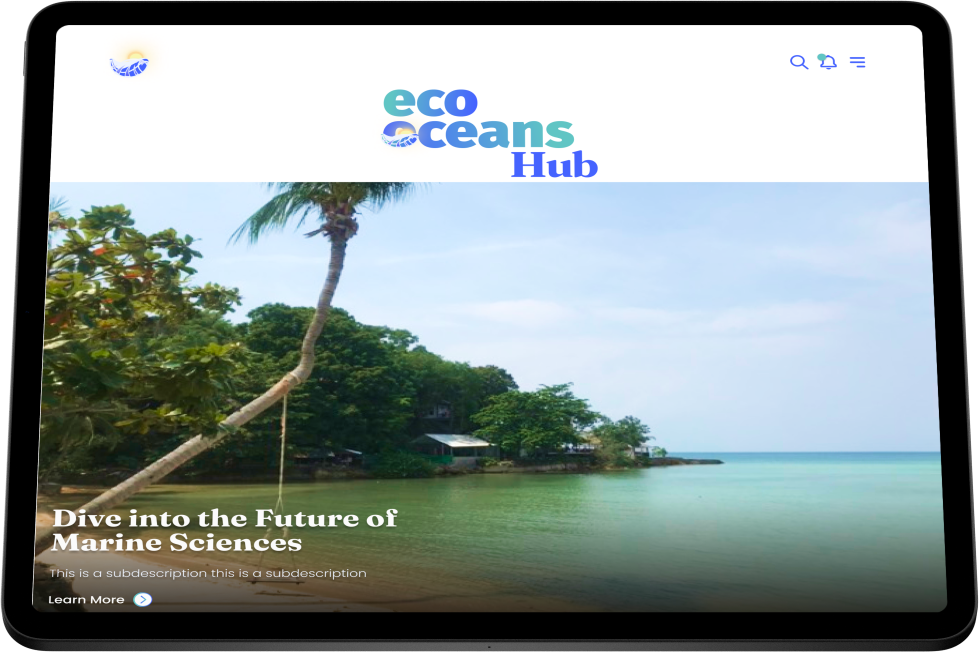 eco
oceans
Hub
Dive into the Future of
Marine Sciences
This is a subdescription this is a subdescription
Learn More